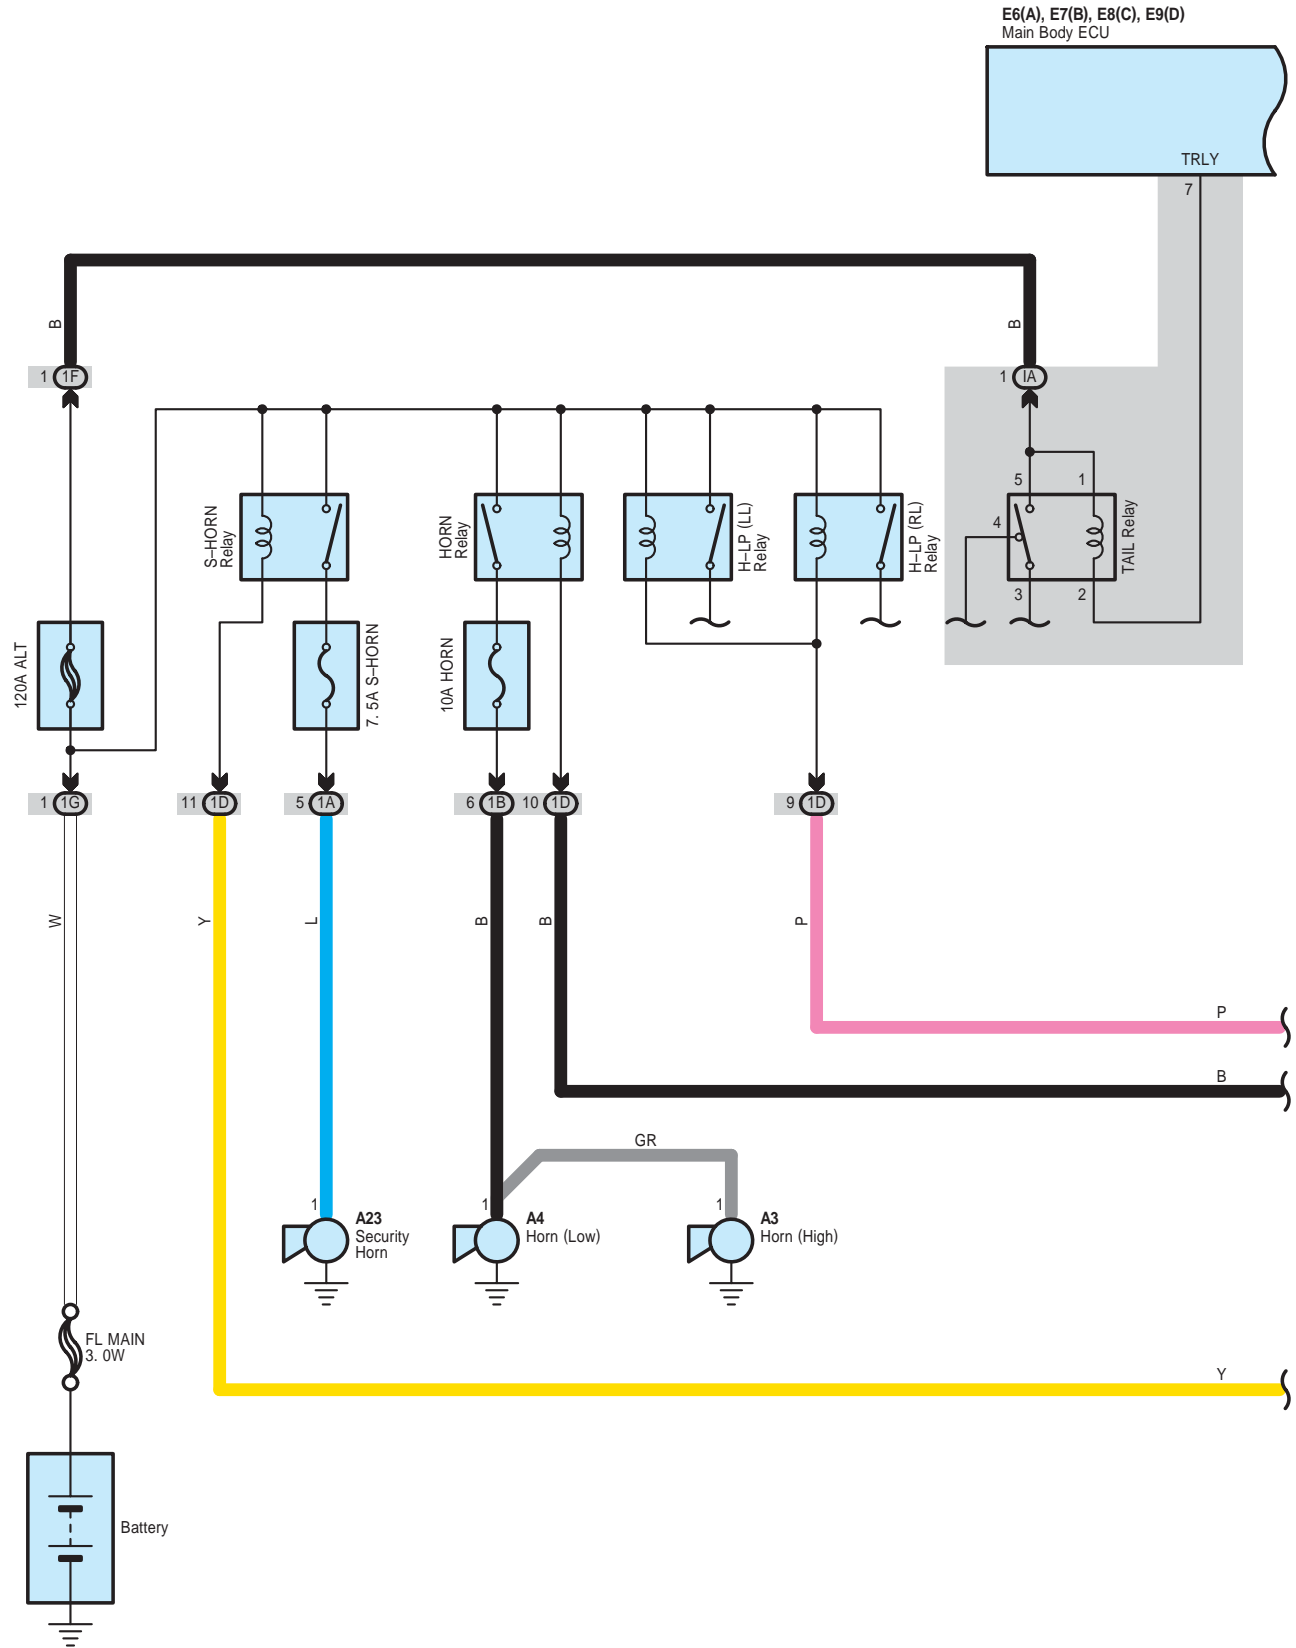 E6(A), E7(B), E8(C), E9(D)
Main Body ECU
TRLY
7
B
B
1 1F
1 IA
5
1
4
3
2
TAIL Relay
S–HORN
Relay
HORN
Relay
H–LP (LL)
Relay
H–LP (RL)
Relay
120A ALT
7. 5A S–HORN
10A HORN
1 1G
11 1D
5 1A
6 1B
10 1D
9 1D
W
Y
L
B
B
P
P
B
GR
1
A23
Security
Horn
1
A4
Horn (Low)
1
A3
Horn (High)
FL MAIN
3. 0W
Y
Battery